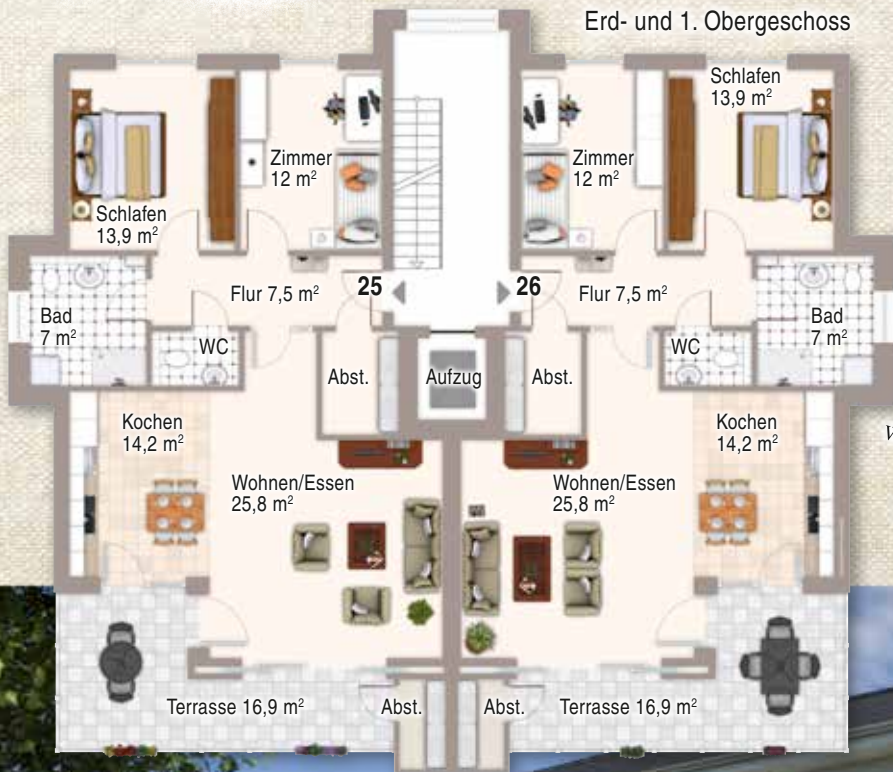 Erd- und 1. Obergeschoss
Schlafen
13,9 m²
Zimmer
12 m²
Zimmer
12 m²
Schlafen
13,9 m²
Flur 7,5 m²
25
26
Flur 7,5 m²
Bad
7 m²
WC
Abst.
Aufzug
Abst.
WC
Bad
7 m²
Kochen
14,2 m²
Kochen
14,2 m²
Wohnen/Essen
25,8 m²
Wohnen/Essen
25,8 m²
Terrasse 16,9 m²
Abst.
Abst.
Terrasse 16,9 m²